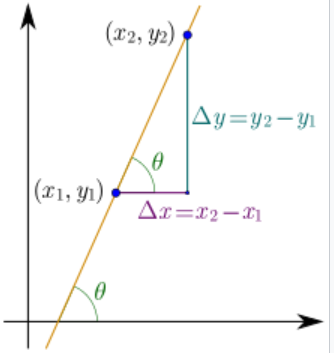 (x₂, y₂)
Δy=y₂−y₁
θ
(x₁, y₁)
Δx=x₂−x₁
θ